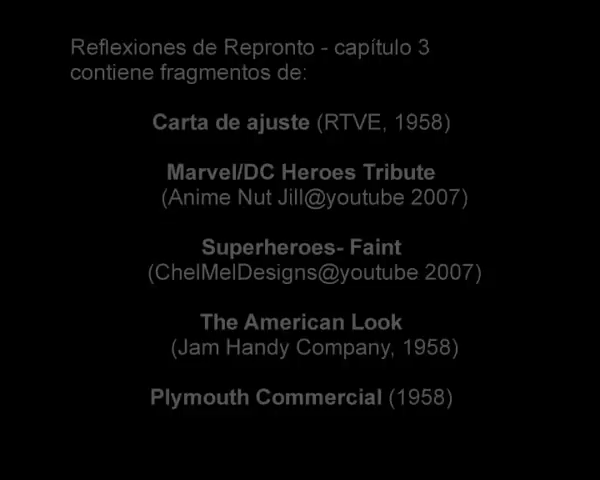 Reflexiones de Repronto - capítulo 3
contiene fragmentos de:
Carta de ajuste (RTVE, 1958)
Marvel/DC Heroes Tribute
(Anime Nut Jill@youtube 2007)
Superheroes- Faint
(ChelMelDesigns@youtube 2007)
The American Look
(Jam Handy Company, 1958)
Plymouth Commercial (1958)